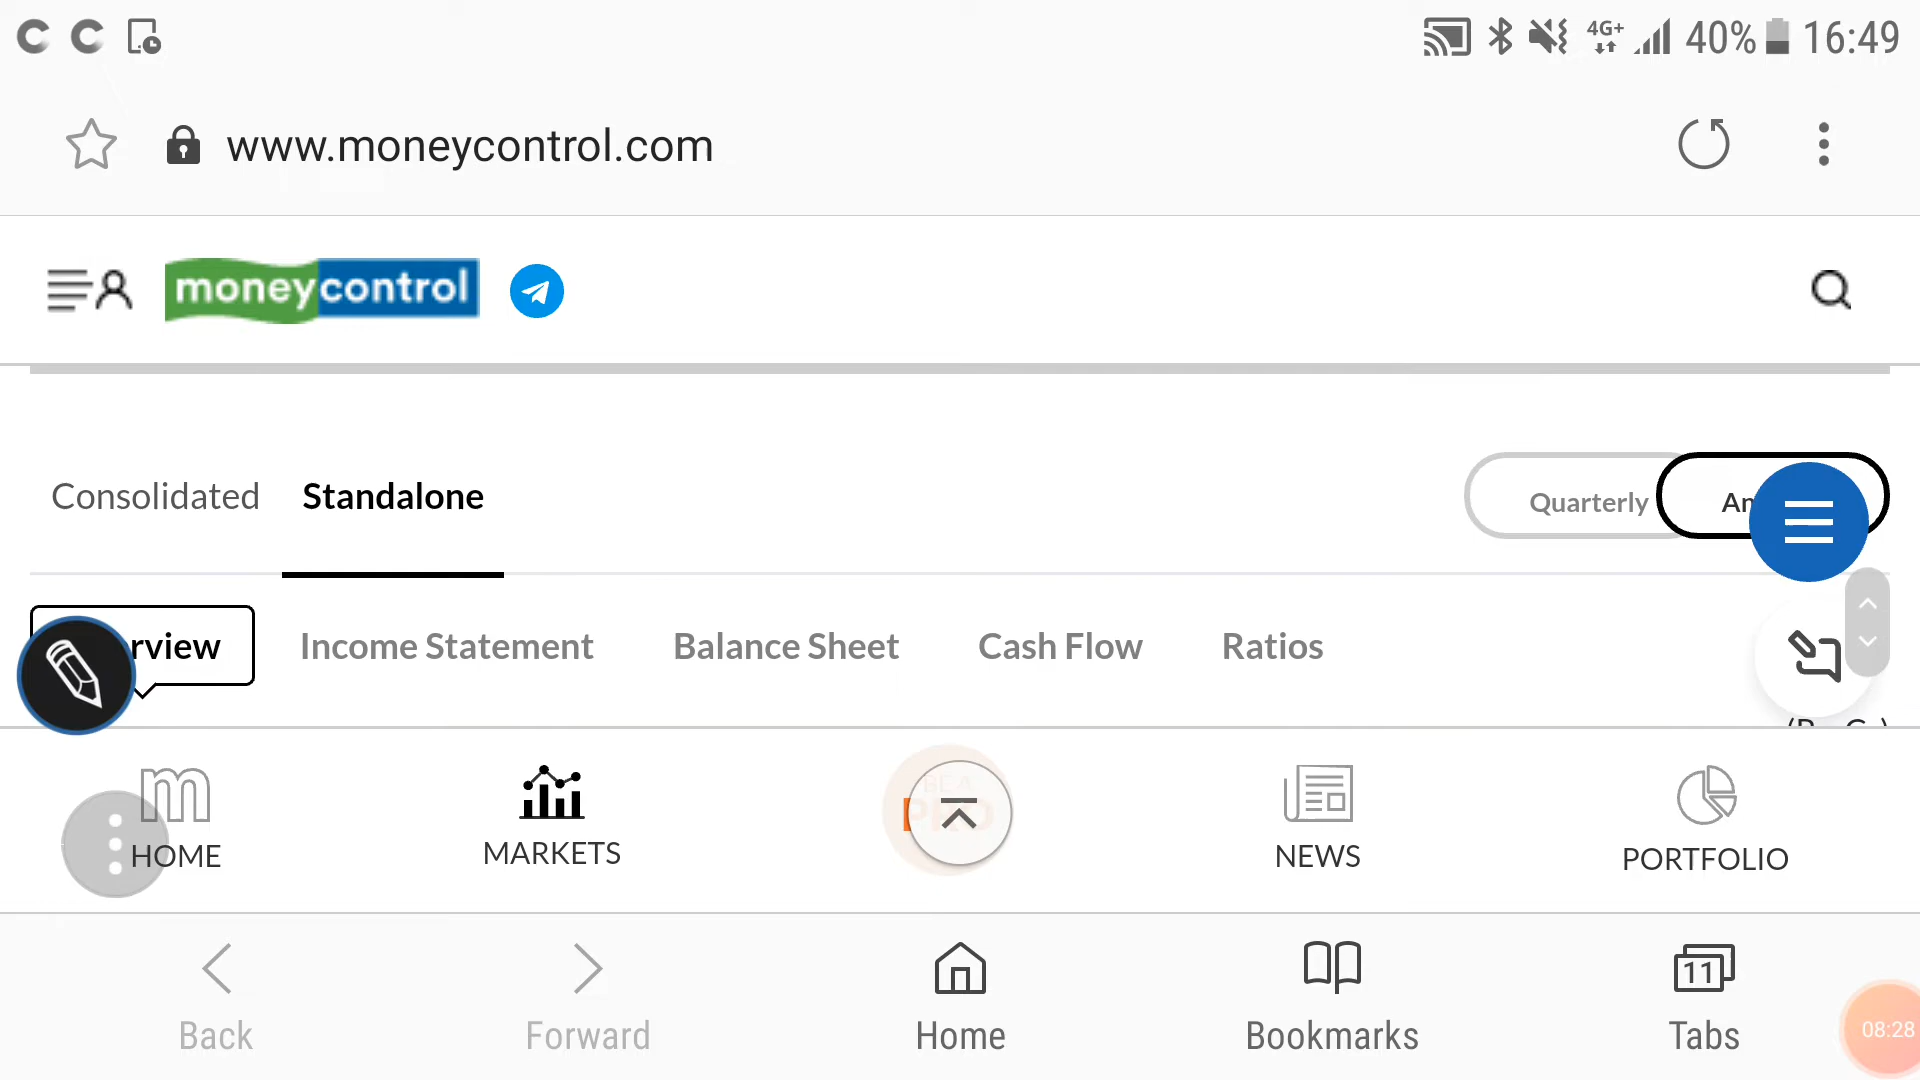 4G+ 40% 16:49
www.moneycontrol.com
moneycontrol
Consolidated Standalone Quarterly
rview Income Statement Balance Sheet Cash Flow Ratios
HOME MARKETS NEWS PORTFOLIO
11
Back Forward Home Bookmarks Tabs
08:28